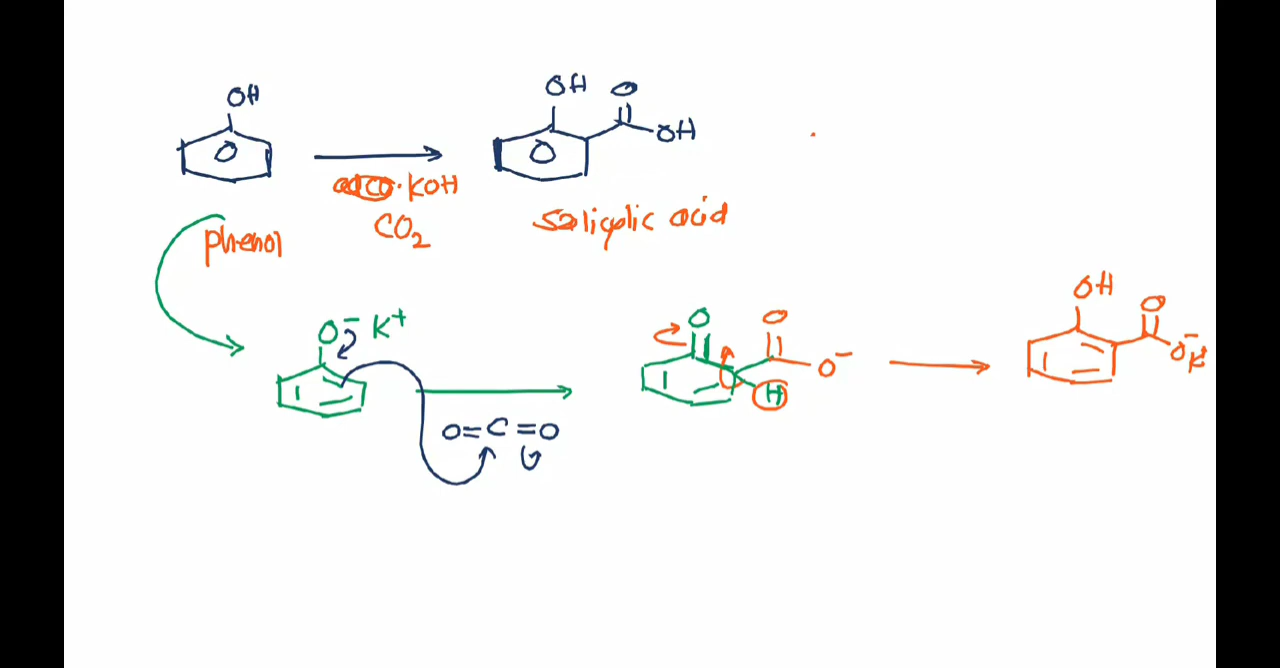 OH
OH O
OH
KOH
CO2
phenol
Salicylic acid
O⁻ K⁺
O O
O⁻
H
O=C=O
OH O
O⁻ K⁺